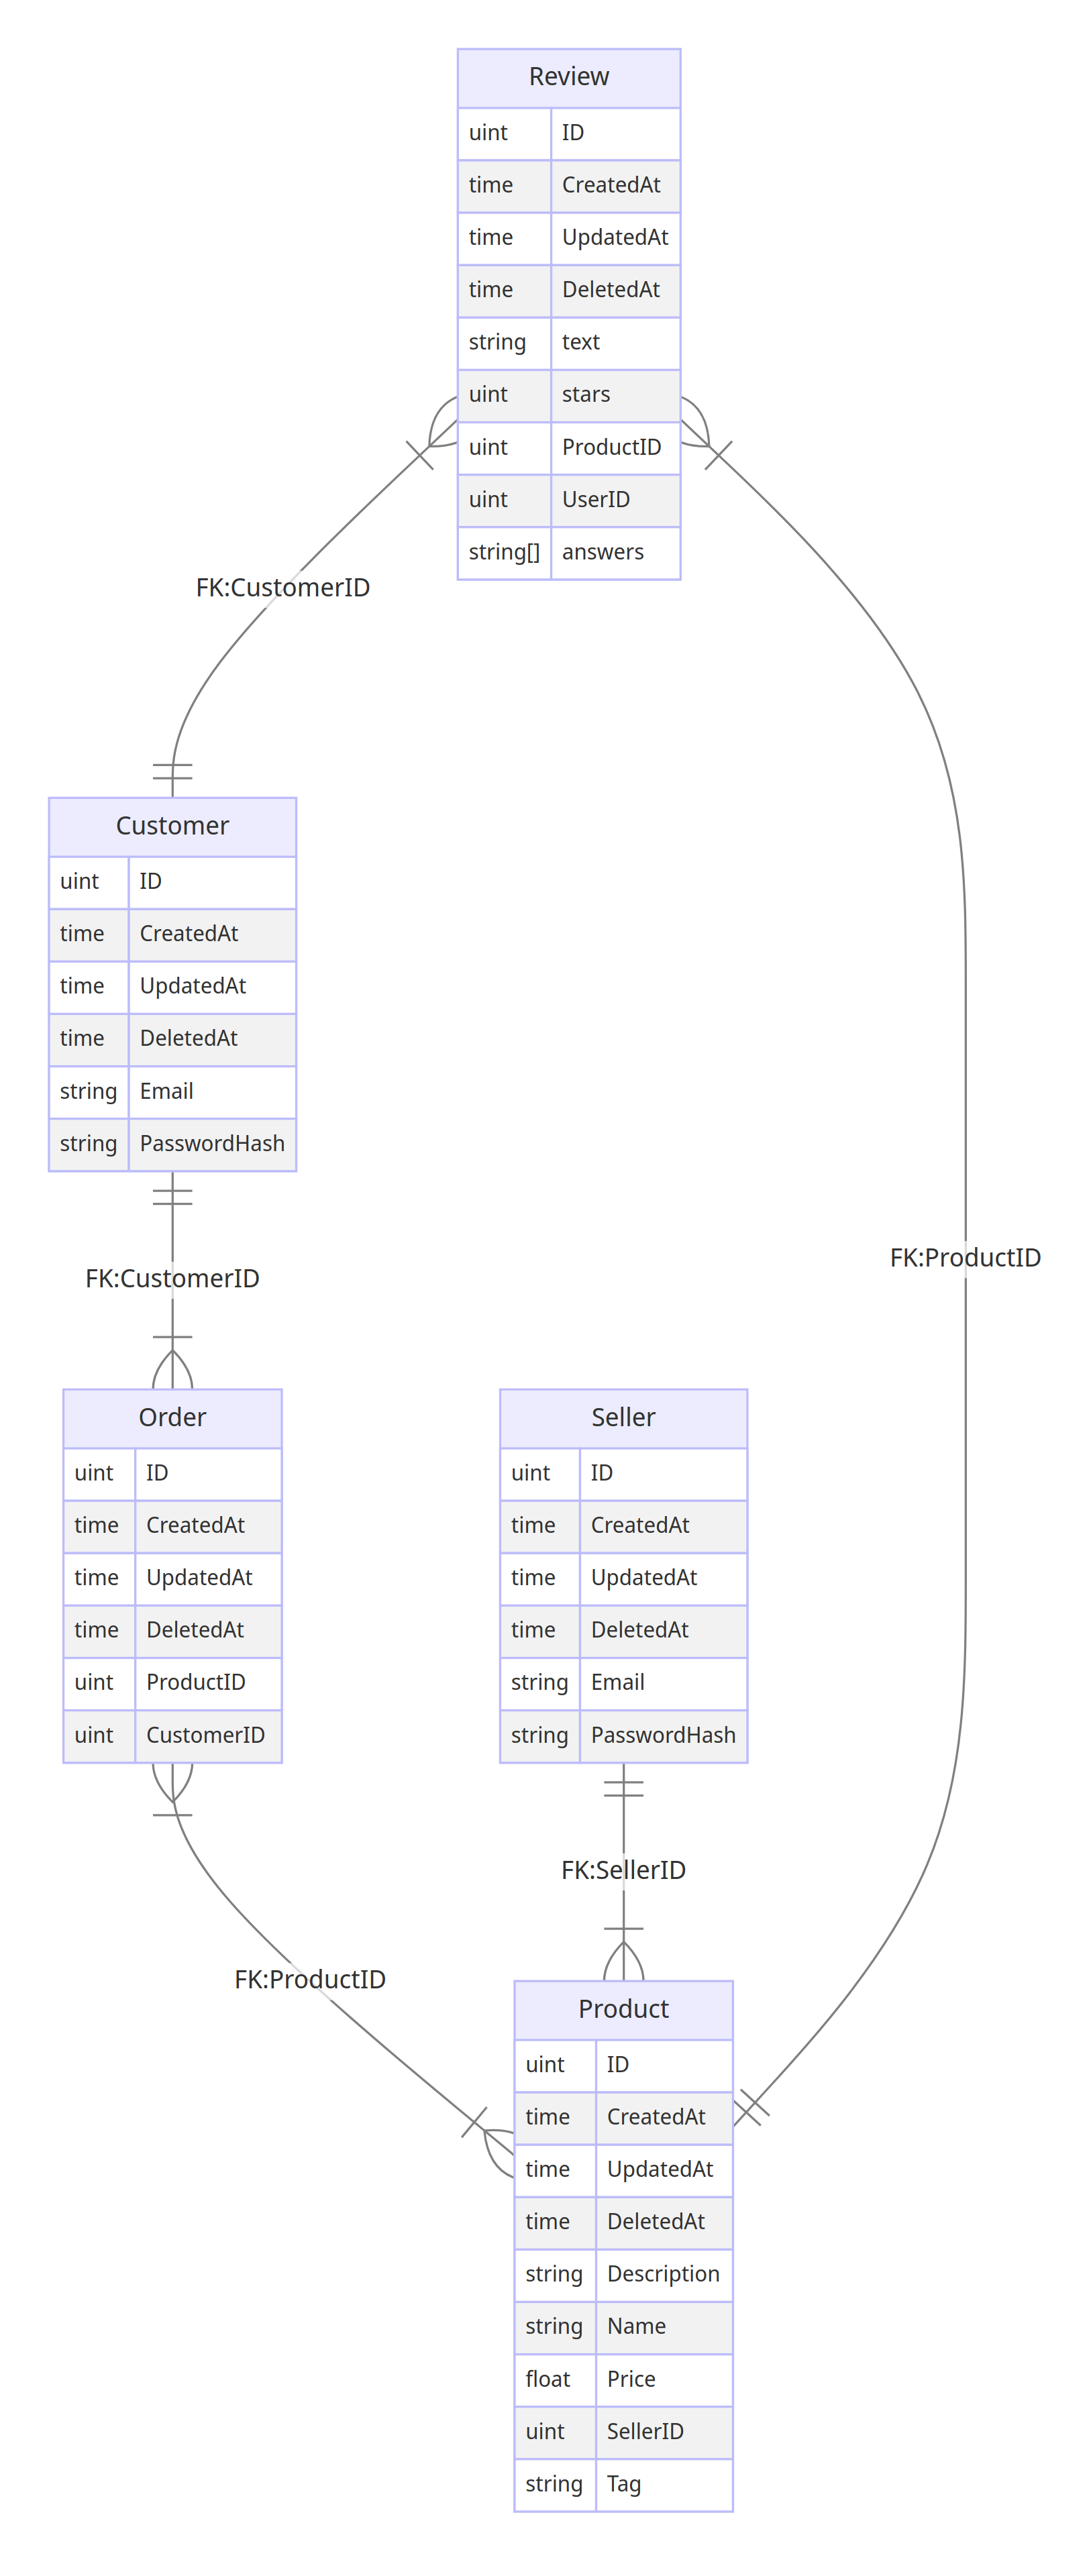 Review
uint ID
time CreatedAt
time UpdatedAt
time DeletedAt
string text
uint stars
uint ProductID
uint UserID
string[] answers
FK:CustomerID
Customer
uint ID
time CreatedAt
time UpdatedAt
time DeletedAt
string Email
string PasswordHash
FK:ProductID
FK:CustomerID
Order
uint ID
time CreatedAt
time UpdatedAt
time DeletedAt
uint ProductID
uint CustomerID
Seller
uint ID
time CreatedAt
time UpdatedAt
time DeletedAt
string Email
string PasswordHash
FK:SellerID
FK:ProductID
Product
uint ID
time CreatedAt
time UpdatedAt
time DeletedAt
string Description
string Name
float Price
uint SellerID
string Tag